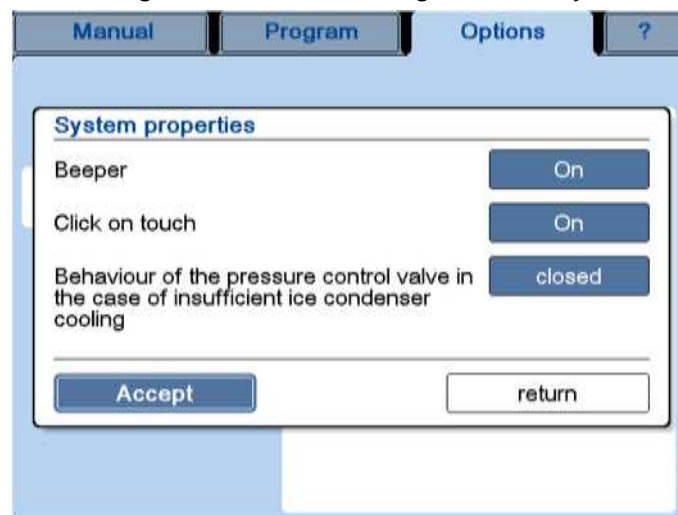 Manual Program Options ?
System properties
Beeper On
Click on touch On
Behaviour of the pressure control valve in closed
the case of insufficient ice condenser
cooling
Accept return